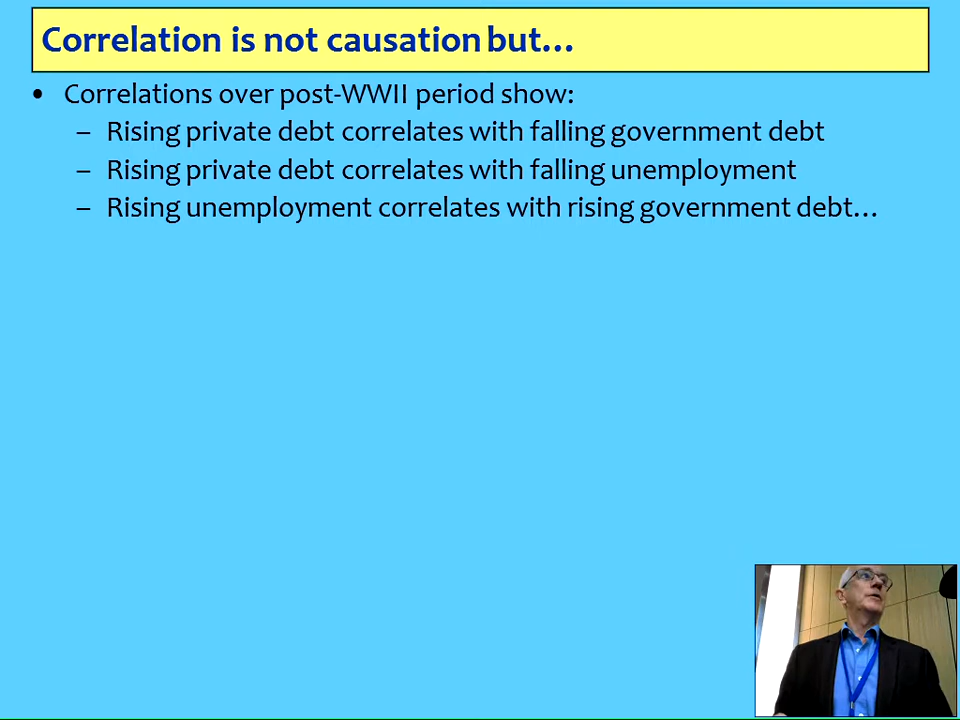 Correlation is not causation but…
• Correlations over post-WWII period show:
– Rising private debt correlates with falling government debt
– Rising private debt correlates with falling unemployment
– Rising unemployment correlates with rising government debt…